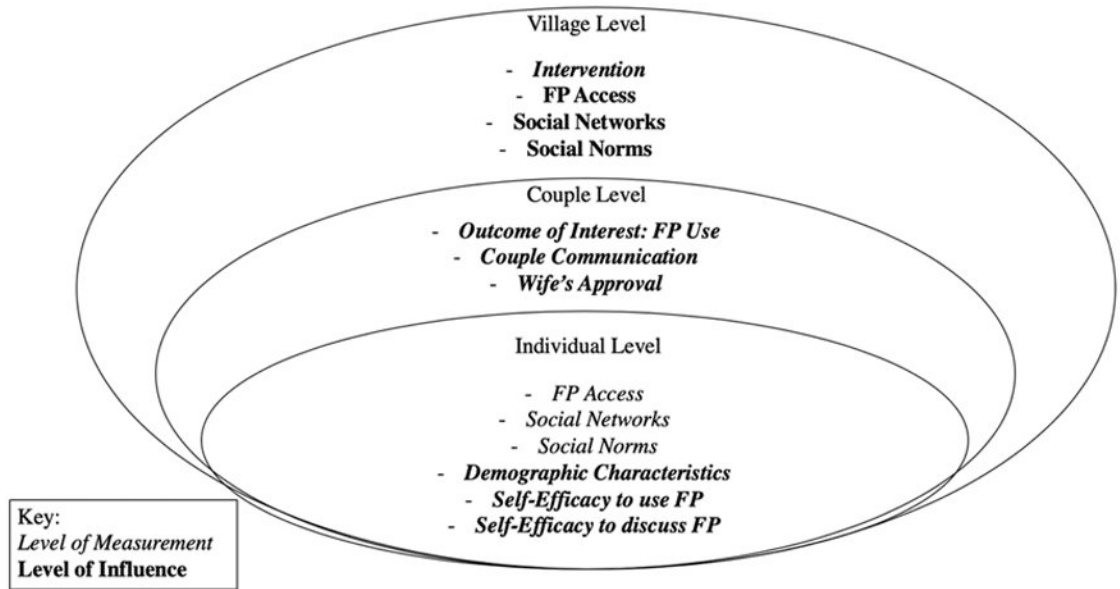 Village Level
- Intervention
- FP Access
- Social Networks
- Social Norms
Couple Level
- Outcome of Interest: FP Use
- Couple Communication
- Wife's Approval
Individual Level
- FP Access
- Social Networks
- Social Norms
- Demographic Characteristics
- Self-Efficacy to use FP
- Self-Efficacy to discuss FP
Key:
Level of Measurement
Level of Influence